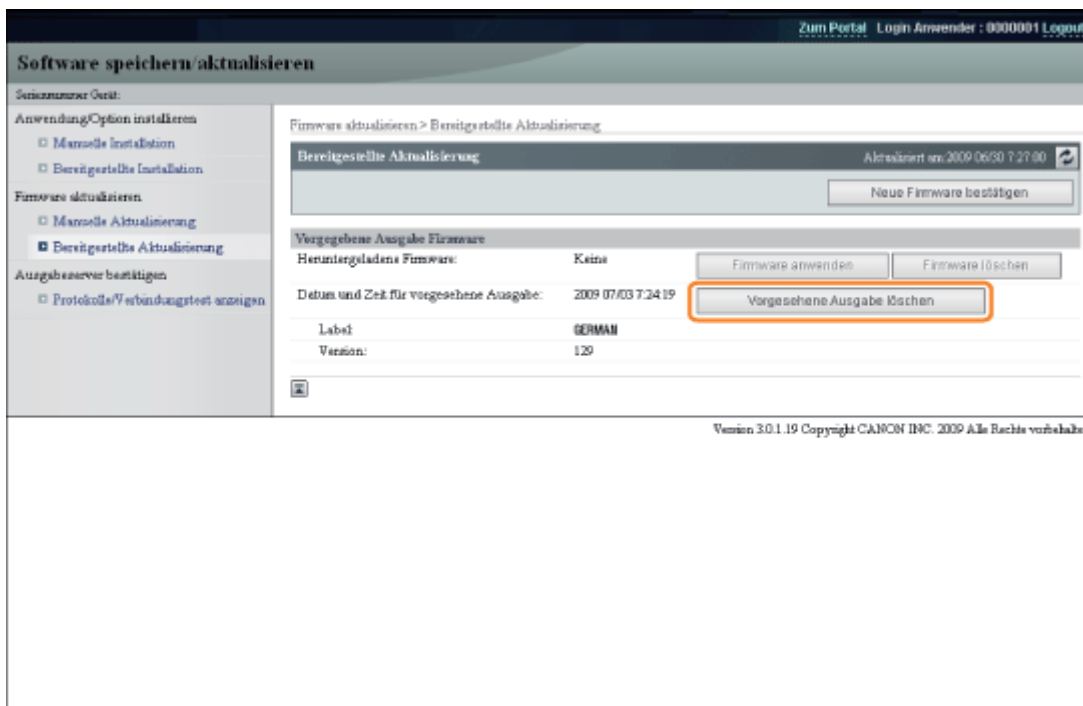 Zum Portal Login Anwender : 0000001 Logout
Software speichern/aktualisieren
Seriennummer Gerät:
Anwendung/Option installieren
Manuelle Installation
Bereitgestellte Installation
Firmware aktualisieren
Manuelle Aktualisierung
Bereitgestellte Aktualisierung
Ausgabeserver bestätigen
Protokolle/Verbindungstest anzeigen
Firmware aktualisieren > Bereitgestellte Aktualisierung
Bereitgestellte Aktualisierung Aktualisiert am: 2009 06/30 7:27:00
Neue Firmware bestätigen
Vorgegebene Ausgabe Firmware
Heruntergeladene Firmware: Keine Firmware anwenden Firmware löschen
Datum und Zeit für vorgesehene Ausgabe: 2009 07/03 7:24:19 Vorgesehene Ausgabe löschen
Label: GERMAN
Version: 1.29
Version 3.0.1.19 Copyright CANON INC. 2009 Alle Rechte vorbehalte